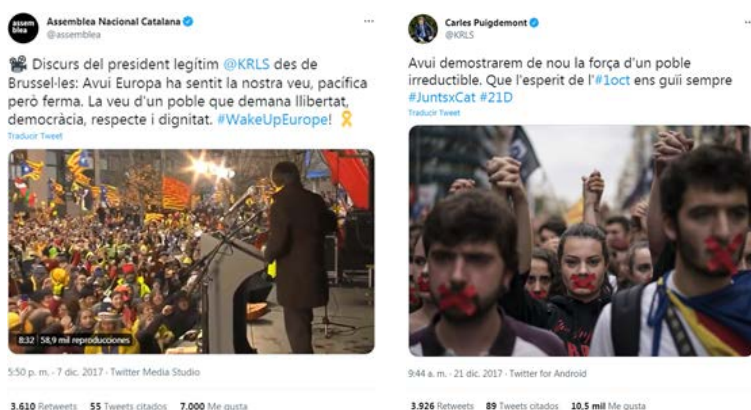 assem
blea
Assemblea Nacional Catalana
@assemblea
Discurs del president legítim @KRLS des de
Brussel·les: Avui Europa ha sentit la nostra veu, pacífica
però ferma. La veu d'un poble que demana llibertat,
democràcia, respecte i dignitat. #WakeUpEurope!
Traducir Tweet
8:32 58,9 mil reproducciones
5:50 p. m. · 7 dic. 2017 · Twitter Media Studio
3.610 Retweets 55 Tweets citados 7.000 Me gusta
Carles Puigdemont
@KRLS
Avui demostrarem de nou la força d'un poble
irreductible. Que l'esperit de l'#1oct ens guïi sempre
#JuntsxCat #21D
Traducir Tweet
9:44 a. m. · 21 dic. 2017 · Twitter for Android
3.926 Retweets 89 Tweets citados 10,5 mil Me gusta